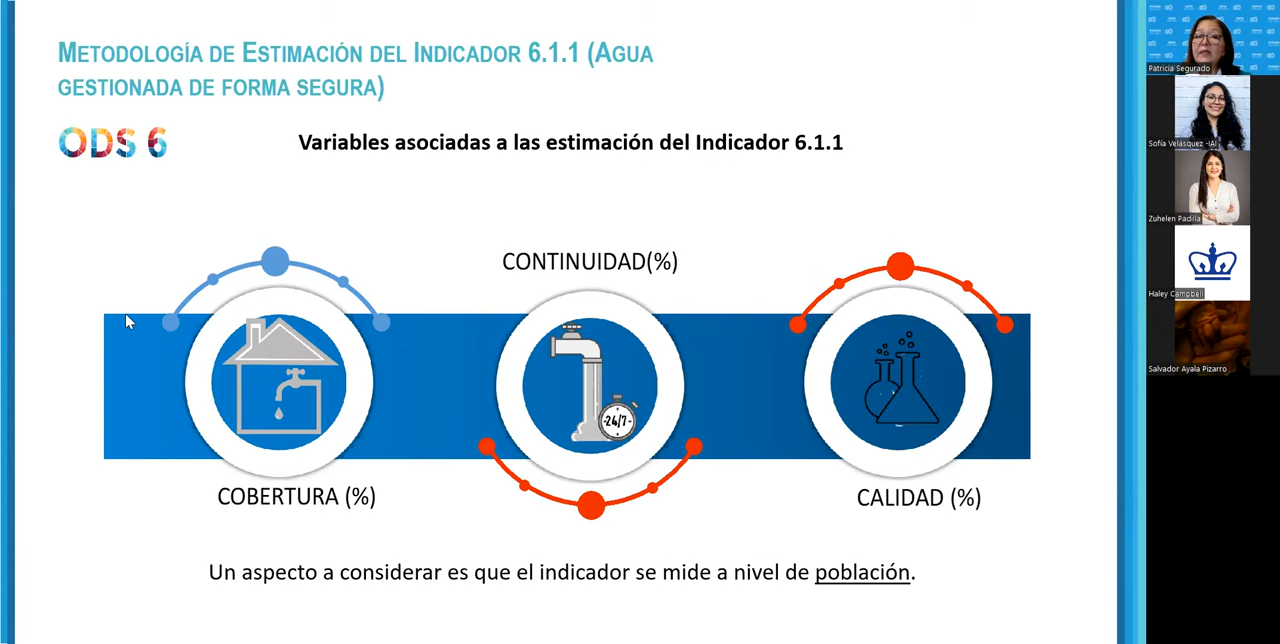 METODOLOGÍA DE ESTIMACIÓN DEL INDICADOR 6.1.1 (AGUA
GESTIONADA DE FORMA SEGURA)
ODS 6
Variables asociadas a las estimación del Indicador 6.1.1
CONTINUIDAD(%)
24/7
COBERTURA (%)
CALIDAD (%)
Un aspecto a considerar es que el indicador se mide a nivel de población.
Patricia Segurado
Sofía Velásquez -IAI
Zuhelen Padilla
Haley Campbell
Salvador Ayala Pizarro